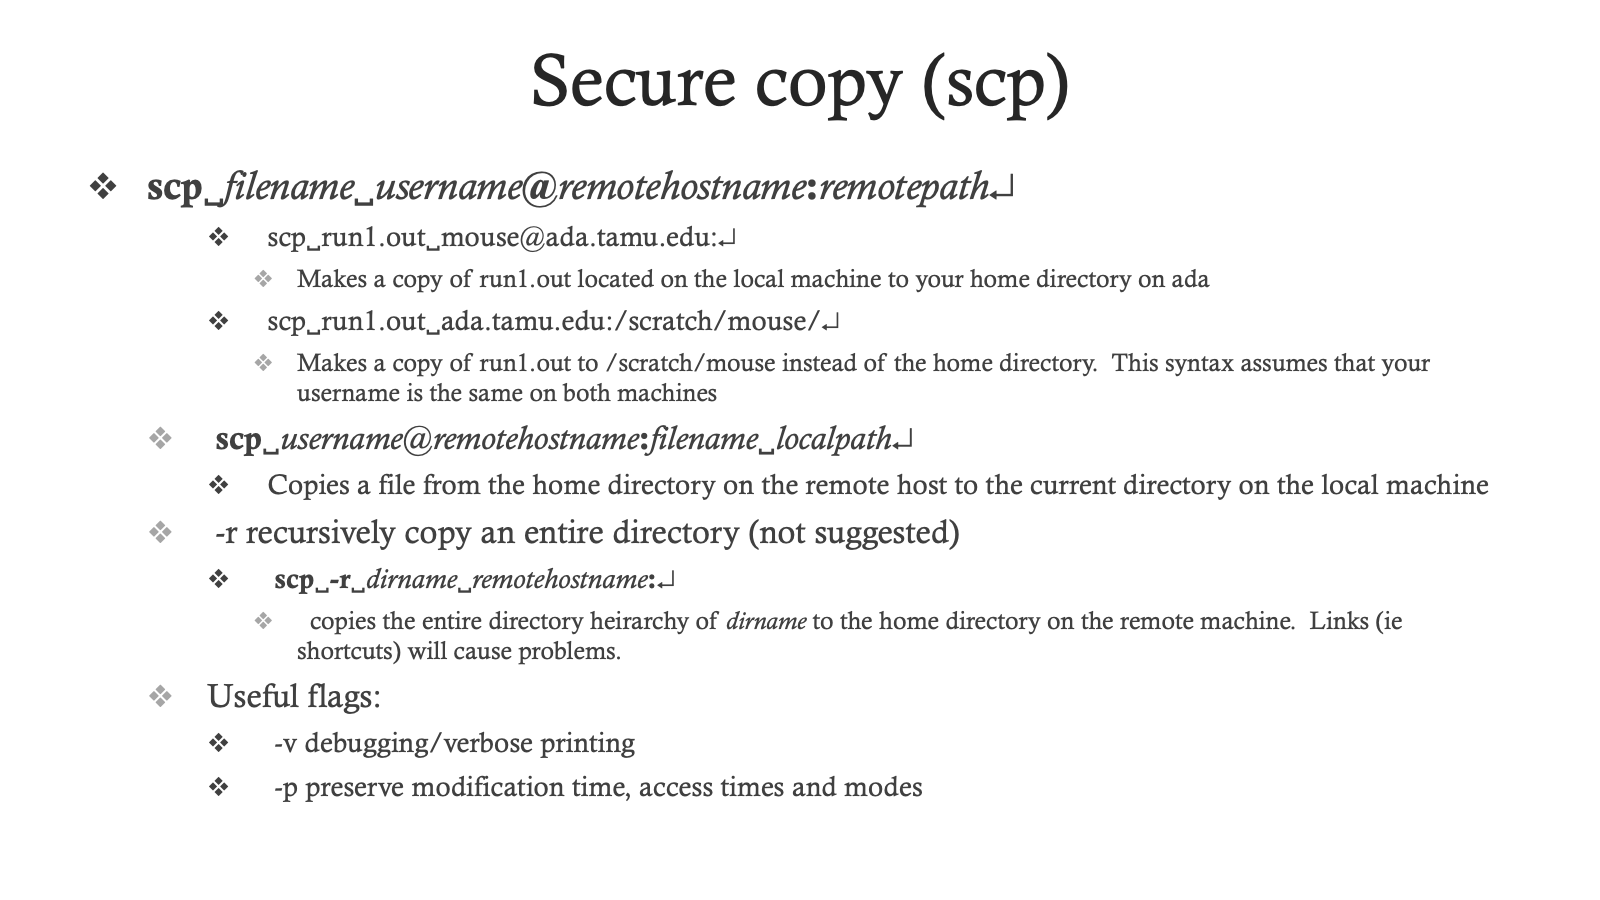 Secure copy (scp)
❖ scp␣filename␣username@remotehostname:remotepath↵
❖ scp␣run1.out␣mouse@ada.tamu.edu:↵
❖ Makes a copy of run1.out located on the local machine to your home directory on ada
❖ scp␣run1.out␣ada.tamu.edu:/scratch/mouse/↵
❖ Makes a copy of run1.out to /scratch/mouse instead of the home directory.  This syntax assumes that your
username is the same on both machines
❖ scp␣username@remotehostname:filename␣localpath↵
❖ Copies a file from the home directory on the remote host to the current directory on the local machine
❖ -r recursively copy an entire directory (not suggested)
❖ scp␣-r␣dirname␣remotehostname:↵
❖ copies the entire directory heirarchy of dirname to the home directory on the remote machine.  Links (ie
shortcuts) will cause problems.
❖ Useful flags:
❖ -v debugging/verbose printing
❖ -p preserve modification time, access times and modes